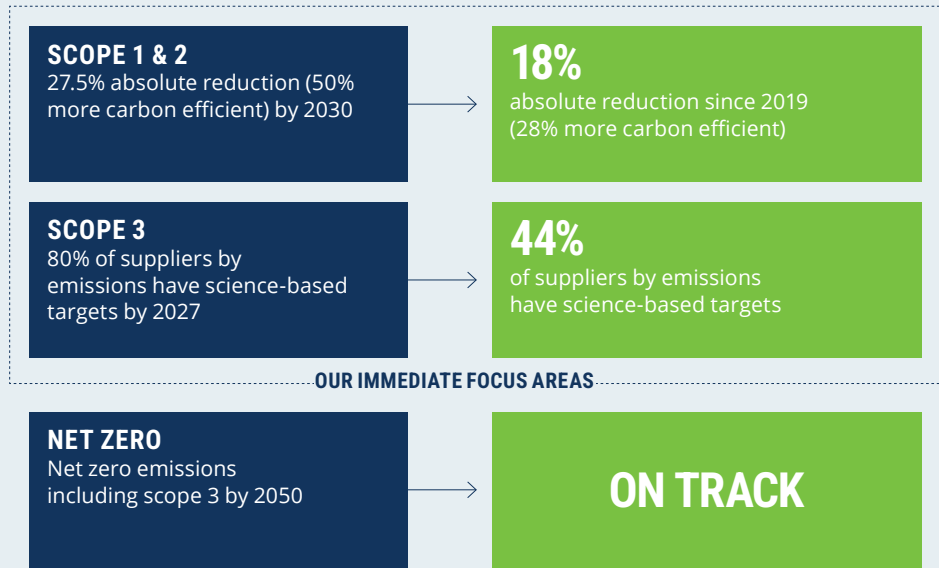 SCOPE 1 & 2
27.5% absolute reduction (50%
more carbon efficient) by 2030
18%
absolute reduction since 2019
(28% more carbon efficient)
SCOPE 3
80% of suppliers by
emissions have science-based
targets by 2027
44%
of suppliers by emissions
have science-based targets
OUR IMMEDIATE FOCUS AREAS
NET ZERO
Net zero emissions
including scope 3 by 2050
ON TRACK